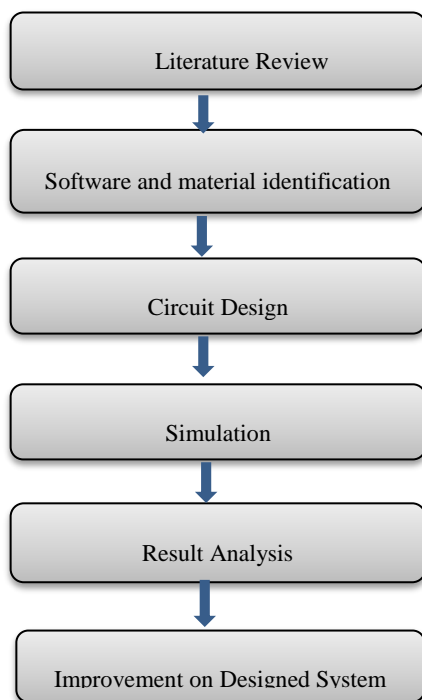 Literature Review
Software and material identification
Circuit Design
Simulation
Result Analysis
Improvement on Designed System